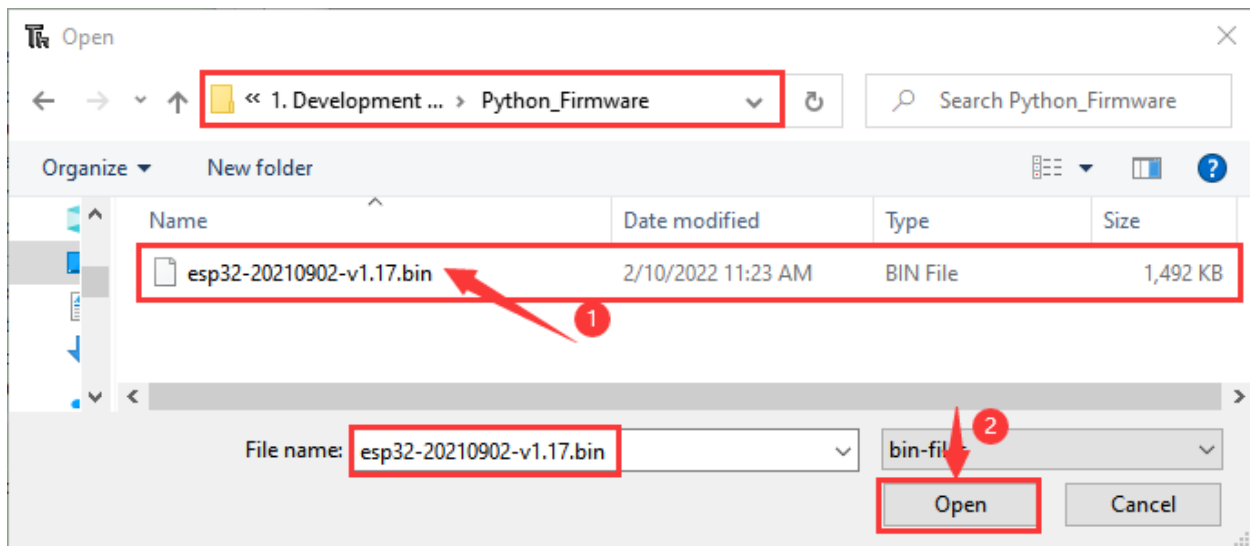 Open
« 1. Development ... > Python_Firmware
Search Python_Firmware
Organize New folder
Name Date modified Type Size
esp32-20210902-v1.17.bin 2/10/2022 11:23 AM BIN File 1,492 KB
1
2
File name: esp32-20210902-v1.17.bin
Open Cancel